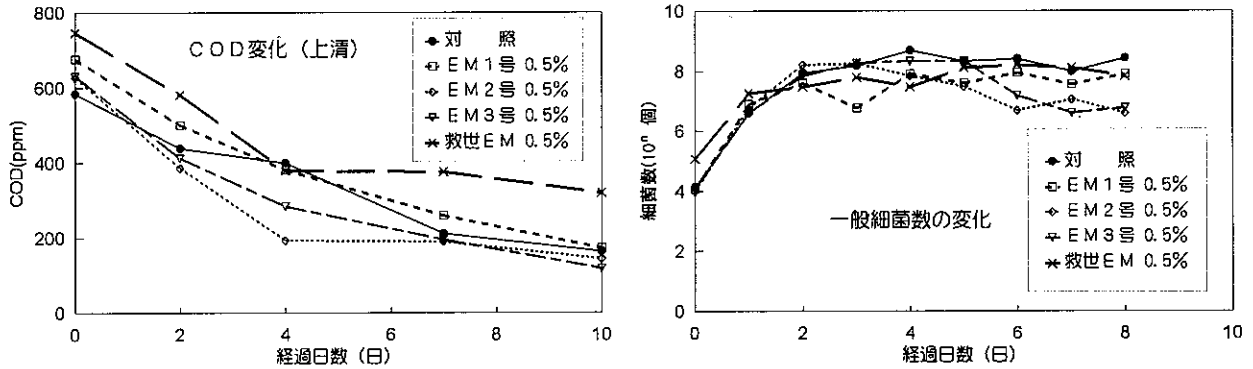 800
600
400
200
0
COD(ppm)
COD変化（上清）
対　照
EM1号 0.5%
EM2号 0.5%
EM3号 0.5%
救世EM 0.5%
0 2 4 6 8 10
経過日数（日）
10
8
6
4
2
0
細菌数(10ⁿ 個)
一般細菌数の変化
対　照
EM1号 0.5%
EM2号 0.5%
EM3号 0.5%
救世EM 0.5%
0 2 4 6 8 10
経過日数（日）